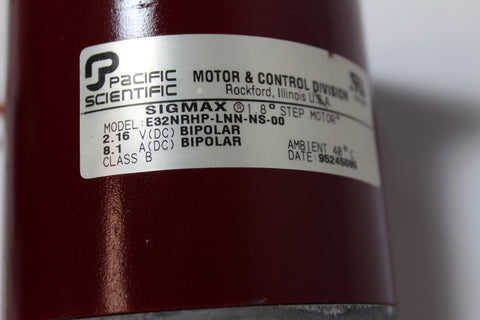 Pacific
SCIENTIFIC
MOTOR & CONTROL DIVISION
Rockford, Illinois U.S.A.
SIGMAX ® 1.8° STEP MOTOR
MODEL: E32NRHP-LNN-NS-00
2.16 V(DC) BIPOLAR
8.1 A(DC) BIPOLAR
CLASS B
AMBIENT 40°C
DATE: